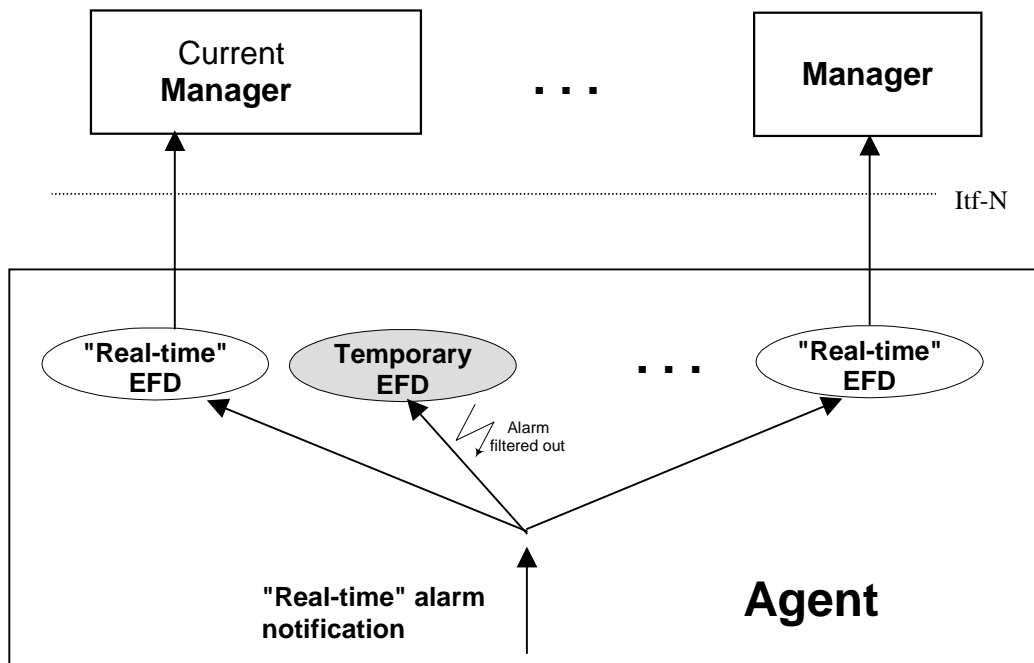 Current
Manager
. . .
Manager
Itf-N
"Real-time"
EFD
Temporary
EFD
. . .
"Real-time"
EFD
Alarm
filtered out
"Real-time" alarm
notification
Agent